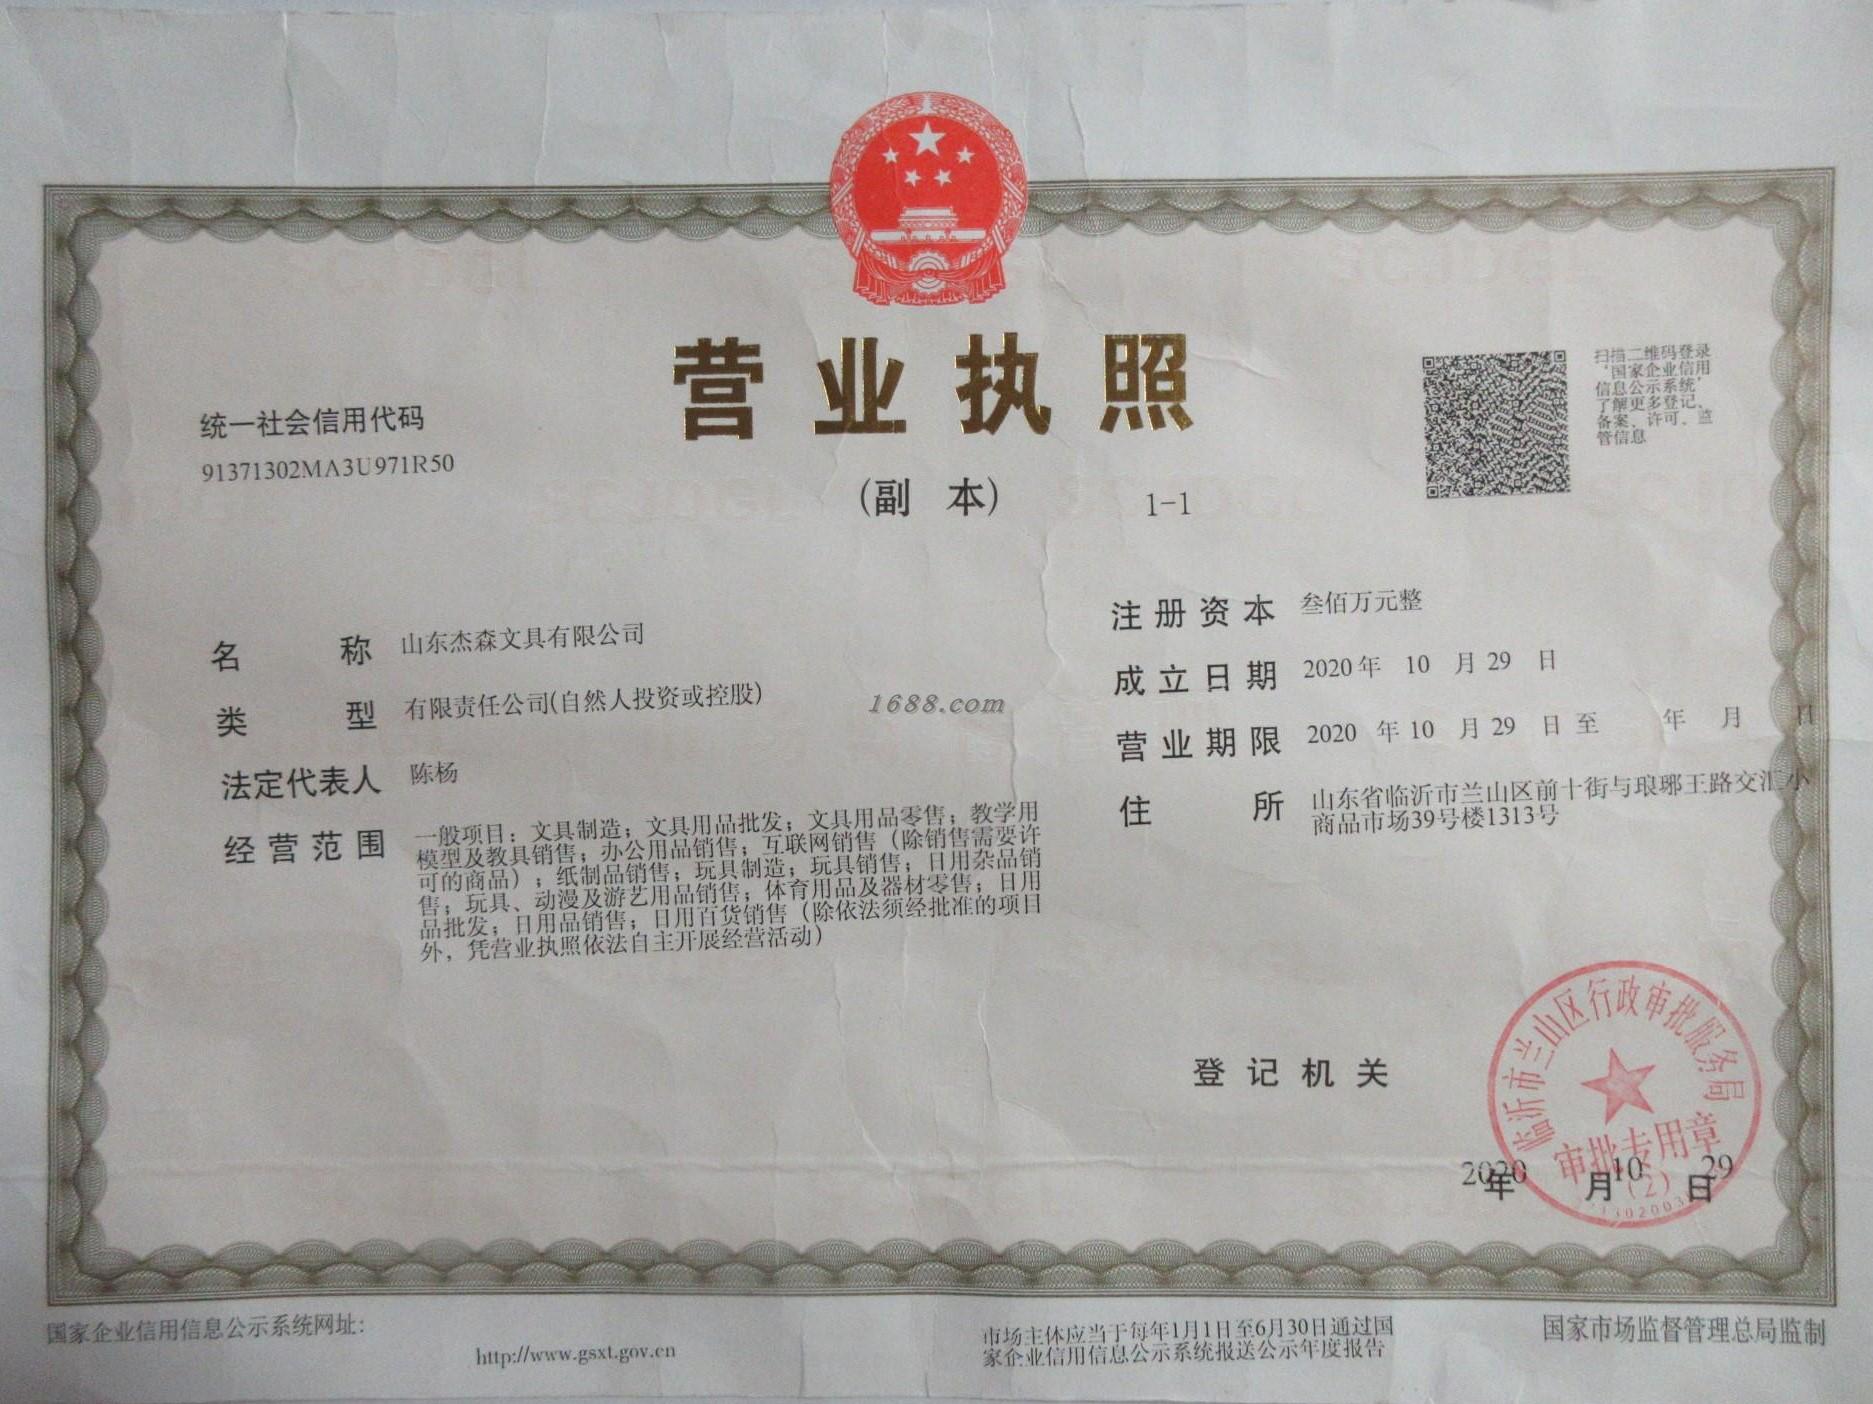 营业执照
(副 本)
1-1
统一社会信用代码
91371302MA3U971R50
扫描二维码登录
‘国家企业信用
信息公示系统’
了解更多登记、
备案、许可、监
管信息
名 称 山东杰森文具有限公司
类 型 有限责任公司(自然人投资或控股)
法定代表人 陈杨
经营范围 一般项目：文具制造；文具用品批发；文具用品零售；教学用
模型及教具销售；办公用品销售；互联网销售（除销售需要许
可的商品）；纸制品销售；玩具制造；玩具销售；日用杂品销
售；玩具、动漫及游艺用品销售；体育用品及器材零售；日用
品批发；日用品销售；日用百货销售（除依法须经批准的项目
外，凭营业执照依法自主开展经营活动）
1688.com
注册资本 叁佰万元整
成立日期 2020年 10 月 29 日
营业期限 2020 年 10 月 29 日 至 年 月 日
住 所 山东省临沂市兰山区前十街与琅琊王路交汇小
商品市场39号楼1313号
登记机关
临沂市兰山区行政审批服务局
审批专用章
(2)
2020年10月29日
国家企业信用信息公示系统网址：
http://www.gsxt.gov.cn
市场主体应当于每年1月1日至6月30日通过国
家企业信用信息公示系统报送公示年度报告
国家市场监督管理总局监制